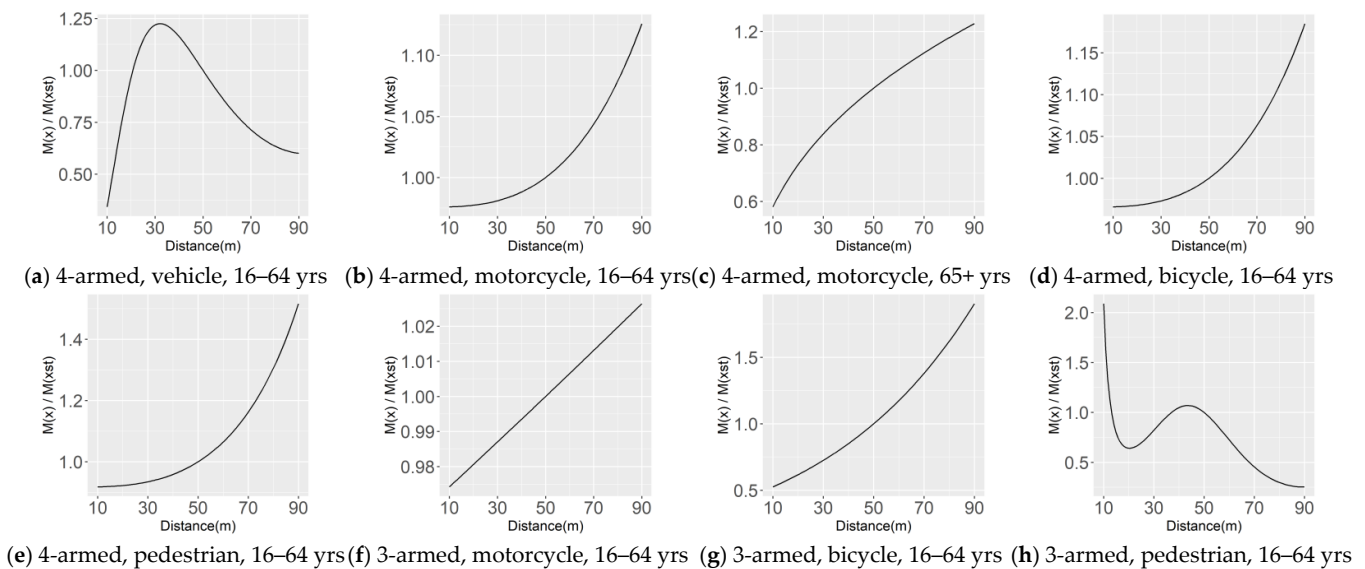 M(x) / M(xst)
1.25
1.00
0.75
0.50
10 30 50 70 90
Distance(m)
M(x) / M(xst)
1.10
1.05
1.00
10 30 50 70 90
Distance(m)
M(x) / M(xst)
1.2
1.0
0.8
0.6
10 30 50 70 90
Distance(m)
M(x) / M(xst)
1.15
1.10
1.05
1.00
10 30 50 70 90
Distance(m)
(a) 4-armed, vehicle, 16–64 yrs (b) 4-armed, motorcycle, 16–64 yrs (c) 4-armed, motorcycle, 65+ yrs (d) 4-armed, bicycle, 16–64 yrs
M(x) / M(xst)
1.4
1.2
1.0
10 30 50 70 90
Distance(m)
M(x) / M(xst)
1.02
1.01
1.00
0.99
0.98
10 30 50 70 90
Distance(m)
M(x) / M(xst)
1.5
1.0
0.5
10 30 50 70 90
Distance(m)
M(x) / M(xst)
2.0
1.5
1.0
0.5
10 30 50 70 90
Distance(m)
(e) 4-armed, pedestrian, 16–64 yrs (f) 3-armed, motorcycle, 16–64 yrs (g) 3-armed, bicycle, 16–64 yrs (h) 3-armed, pedestrian, 16–64 yrs